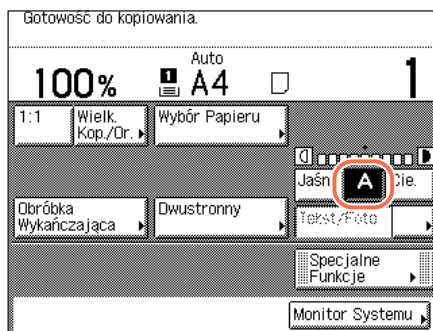 Gotowość do kopiowania.
Auto
100% 1 A4 1
1:1 Wielk. Kop./Or. Wybór Papieru
Jaśn A Cie.
Obróbka Wykańczająca Dwustronny Tekst/Foto
Specjalne Funkcje
Monitor Systemu